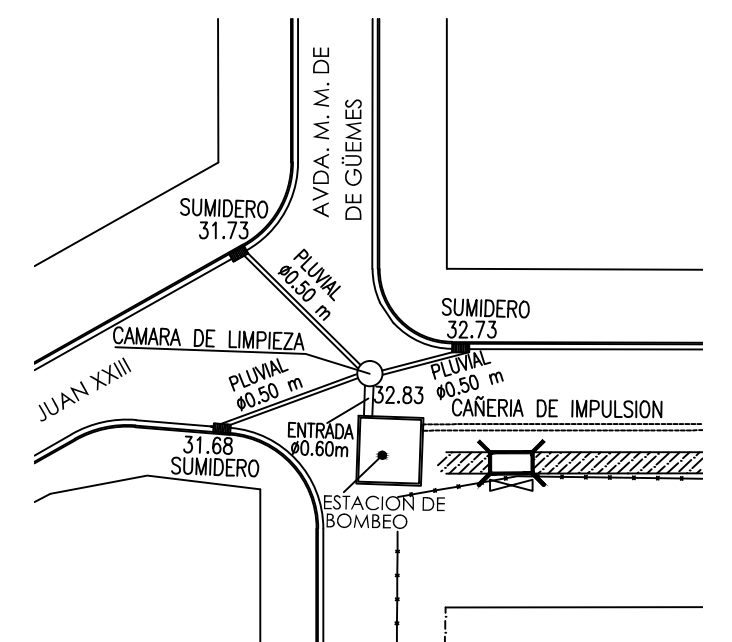 AVDA. M. M. DE
DE GÜEMES
SUMIDERO
31.73
PLUVIAL
ø0.50 m
SUMIDERO
32.73
CAMARA DE LIMPIEZA
PLUVIAL
ø0.50 m
JUAN XXIII
PLUVIAL
ø0.50 m
32.83
CAÑERIA DE IMPULSION
ENTRADA
ø0.60m
31.68
SUMIDERO
ESTACION DE
BOMBEO